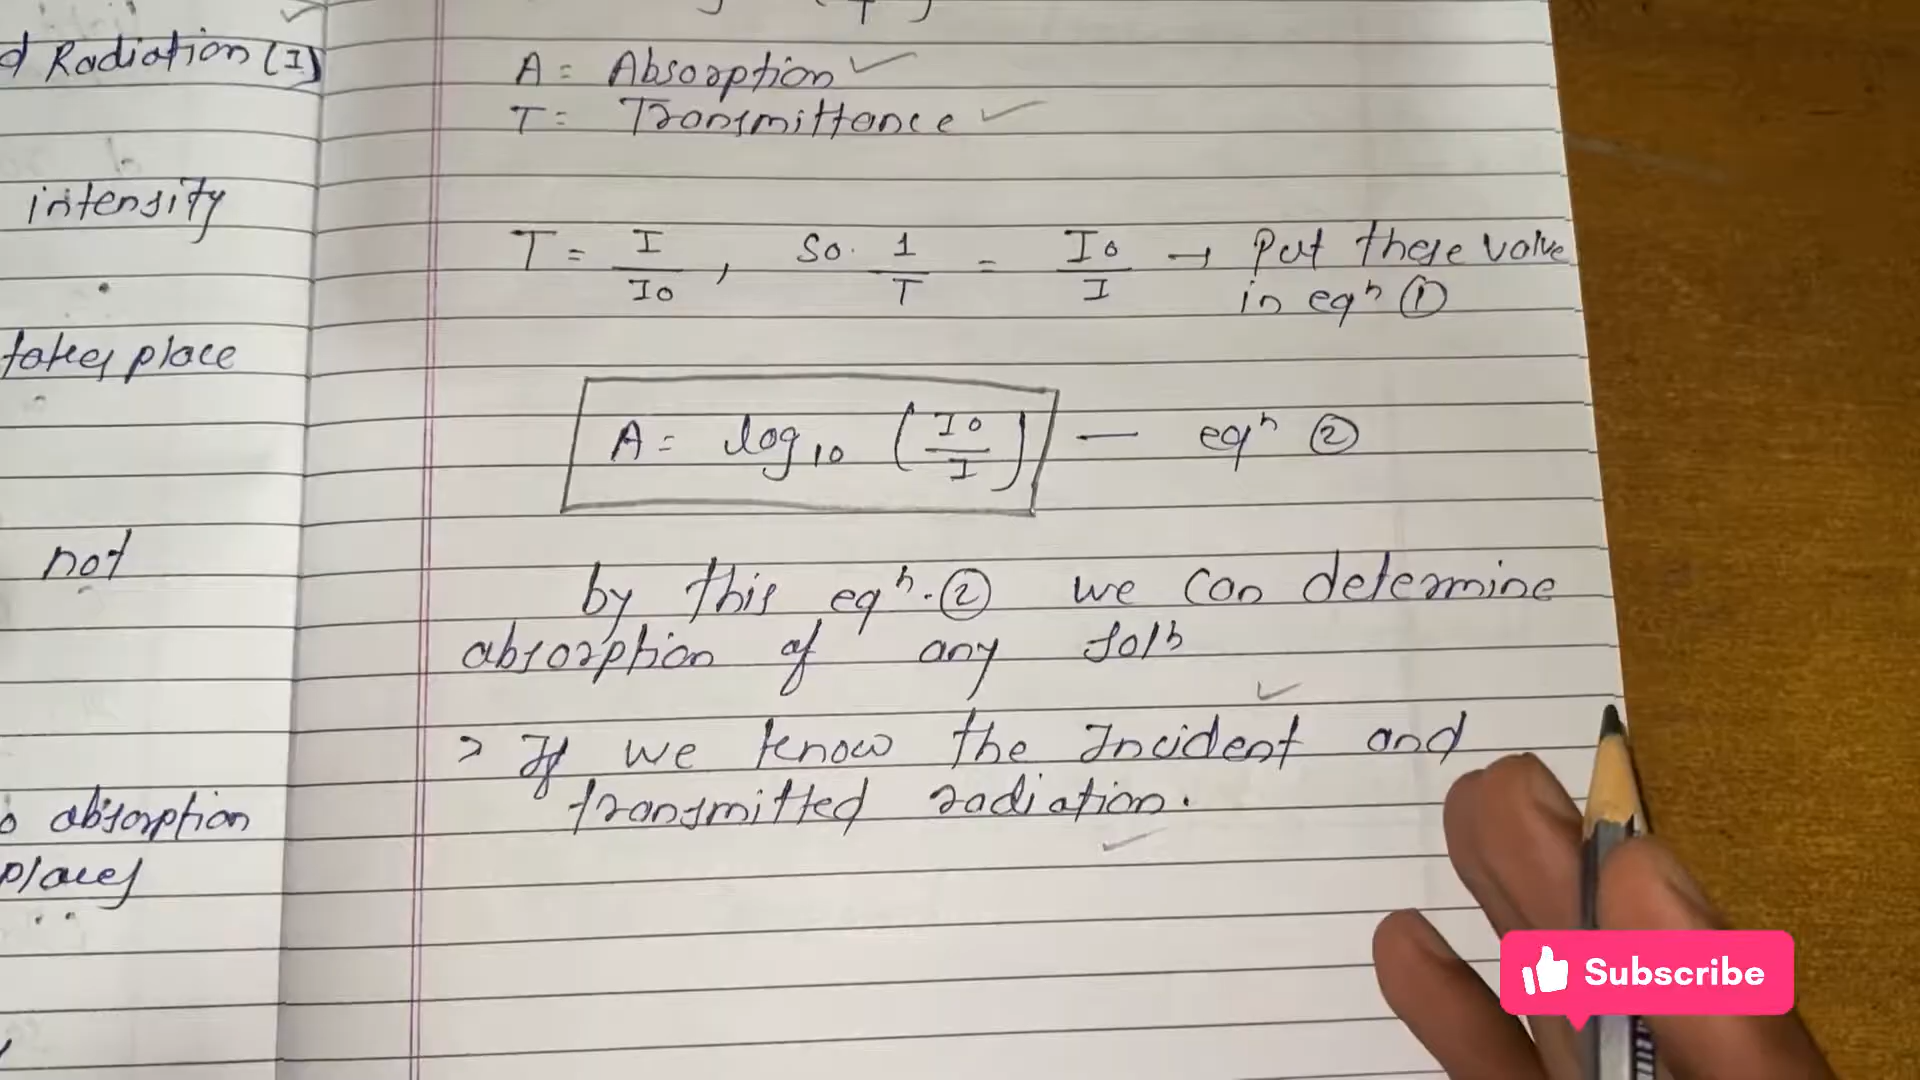 d Radiation (I)
intensity
takes place
not
o absorption
places
A = Absorption ✓
T = Transmittance ✓
T = I/I0 , So. 1/T = I0/I → Put these value
in eqn ①
A = log10 (I0/I) — eqn ②
by this eqn. ② we can determine
absorption of any soln
> If we know the Incident and
transmitted radiation.
Subscribe